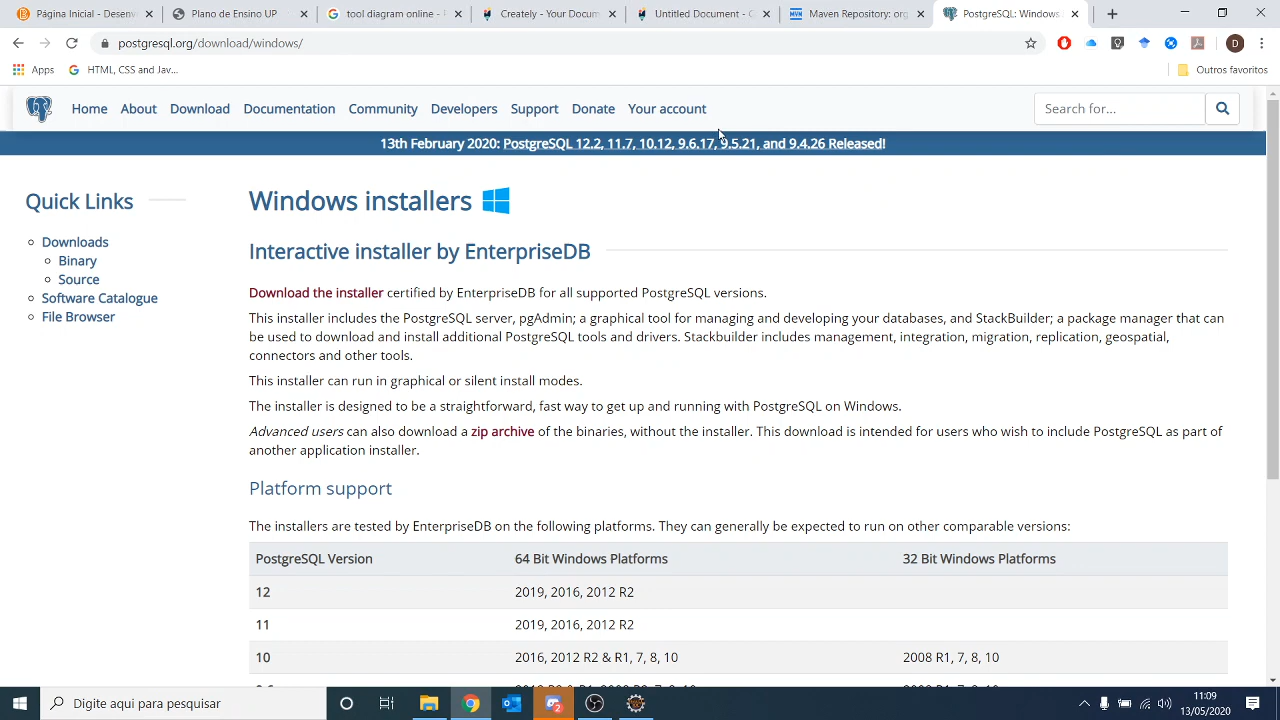 Página Inicial - Desenv
Plano de Ensino UP
tool diagram online - P
Creately - Your Docum
Untitled Document - C
Maven Repository: org
PostgreSQL: Windows
postgresql.org/download/windows/
D
Apps
HTML, CSS and Jav...
Outros favoritos
Home
About
Download
Documentation
Community
Developers
Support
Donate
Your account
Search for...
13th February 2020: PostgreSQL 12.2, 11.7, 10.12, 9.6.17, 9.5.21, and 9.4.26 Released!
Quick Links
Downloads
Binary
Source
Software Catalogue
File Browser
Windows installers
Interactive installer by EnterpriseDB
Download the installer certified by EnterpriseDB for all supported PostgreSQL versions.
This installer includes the PostgreSQL server, pgAdmin; a graphical tool for managing and developing your databases, and StackBuilder; a package manager that can
be used to download and install additional PostgreSQL tools and drivers. Stackbuilder includes management, integration, migration, replication, geospatial,
connectors and other tools.
This installer can run in graphical or silent install modes.
The installer is designed to be a straightforward, fast way to get up and running with PostgreSQL on Windows.
Advanced users can also download a zip archive of the binaries, without the installer. This download is intended for users who wish to include PostgreSQL as part of
another application installer.
Platform support
The installers are tested by EnterpriseDB on the following platforms. They can generally be expected to run on other comparable versions:
PostgreSQL Version
64 Bit Windows Platforms
32 Bit Windows Platforms
12
2019, 2016, 2012 R2
11
2019, 2016, 2012 R2
10
2016, 2012 R2 & R1, 7, 8, 10
2008 R1, 7, 8, 10
Digite aqui para pesquisar
11:09
13/05/2020